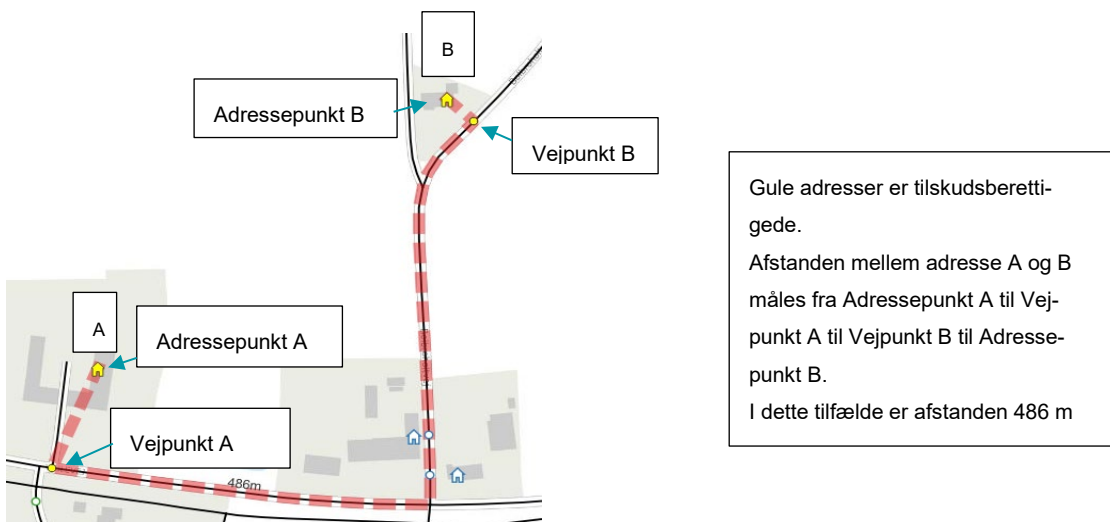 B
Adressepunkt B
Vejpunkt B
A
Adressepunkt A
Vejpunkt A
486m
Gule adresser er tilskudsberetti-
gede.
Afstanden mellem adresse A og B
måles fra Adressepunkt A til Vej-
punkt A til Vejpunkt B til Adresse-
punkt B.
I dette tilfælde er afstanden 486 m